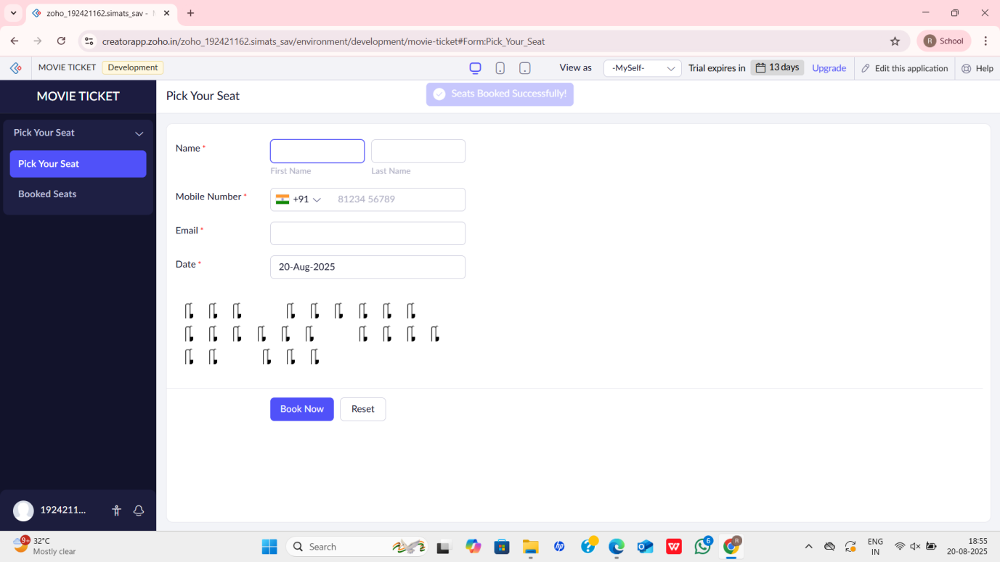 zoho_192421162.simats_sav -
creatorapp.zoho.in/zoho_192421162.simats_sav/environment/development/movie-ticket#Form:Pick_Your_Seat
R School
MOVIE TICKET Development View as -MySelf- Trial expires in 13 days Upgrade Edit this application Help
MOVIE TICKET
Pick Your Seat
Seats Booked Successfully!
Pick Your Seat
Pick Your Seat
Booked Seats
Name *
First Name Last Name
Mobile Number * +91 81234 56789
Email *
Date * 20-Aug-2025
Book Now Reset
1924211...
9+ 32°C
Mostly clear
Search
6
R
ENG
IN
18:55
20-08-2025